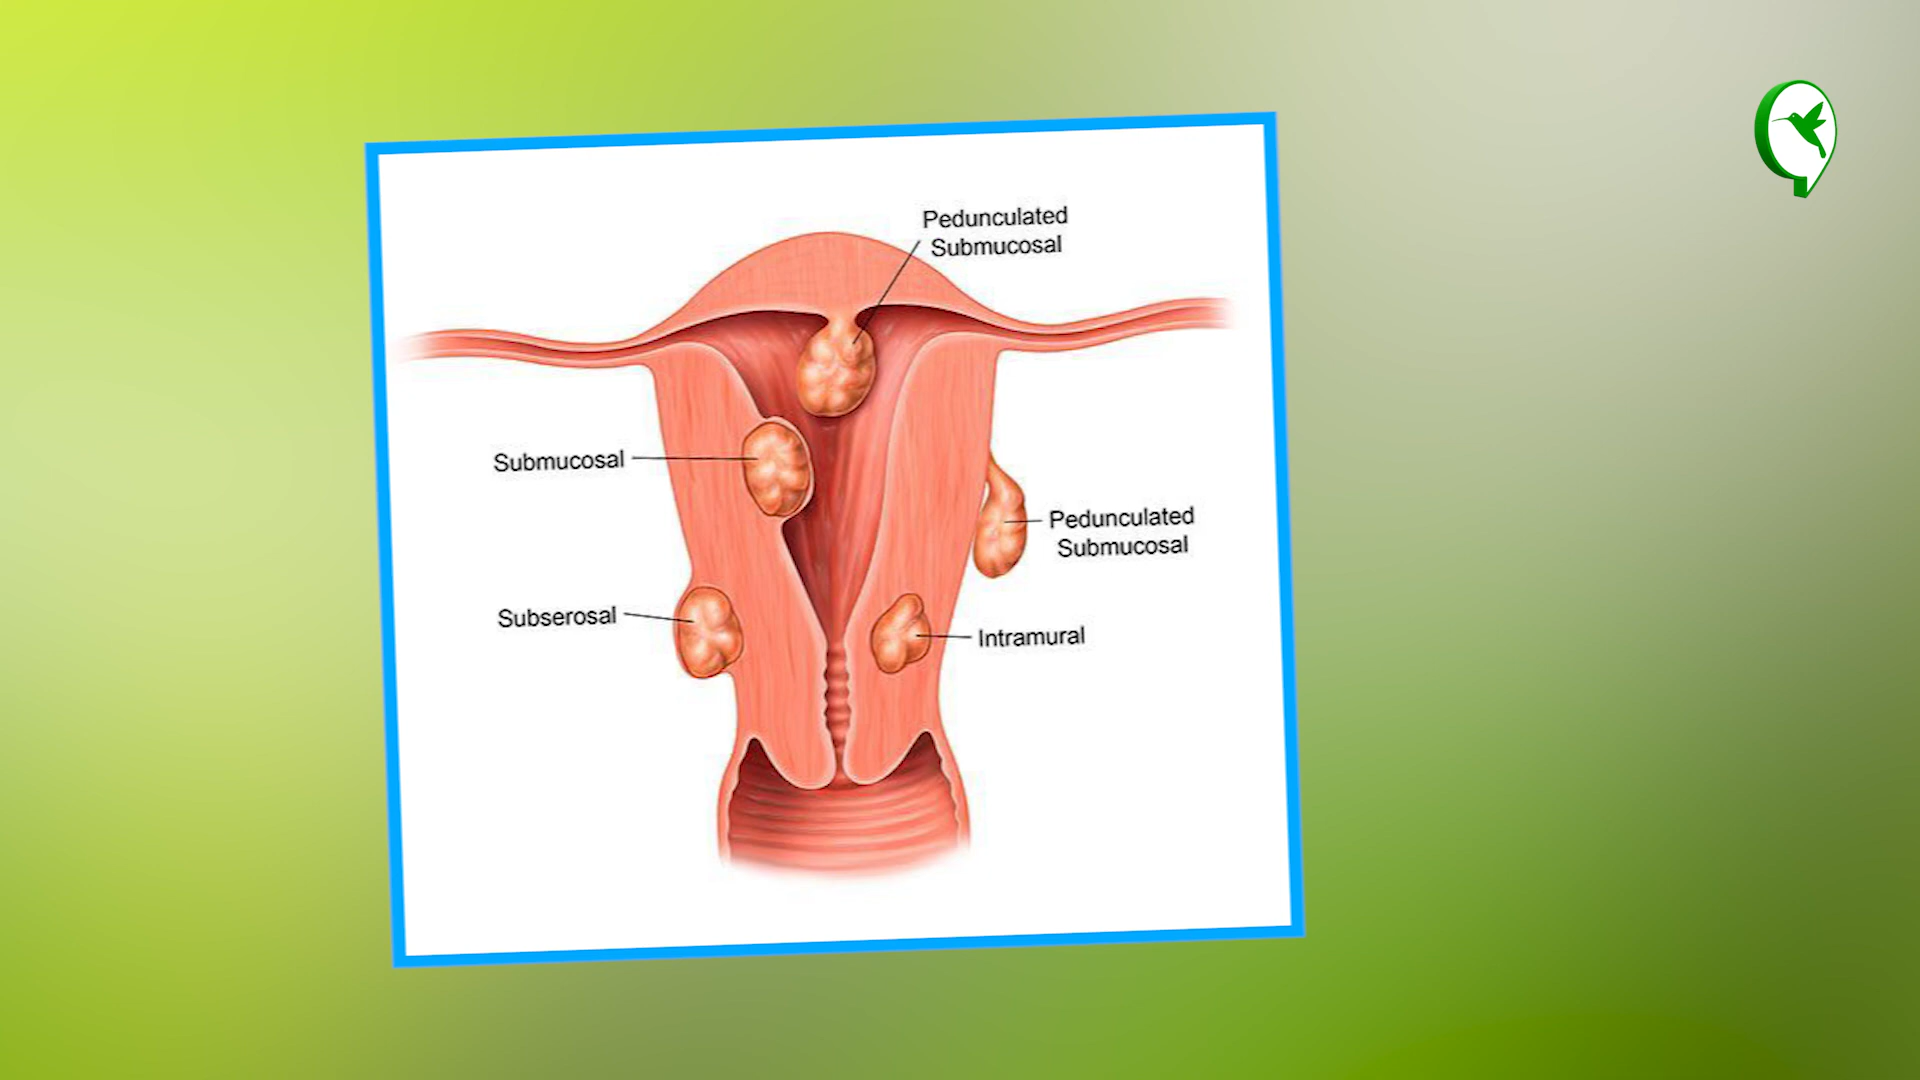 Pedunculated
Submucosal
Submucosal
Pedunculated
Submucosal
Subserosal
Intramural